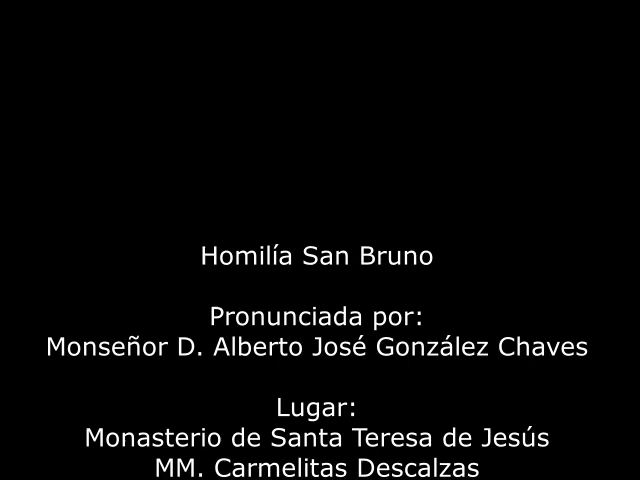 Homilía San Bruno
Pronunciada por:
Monseñor D. Alberto José González Chaves
Lugar:
Monasterio de Santa Teresa de Jesús
MM. Carmelitas Descalzas